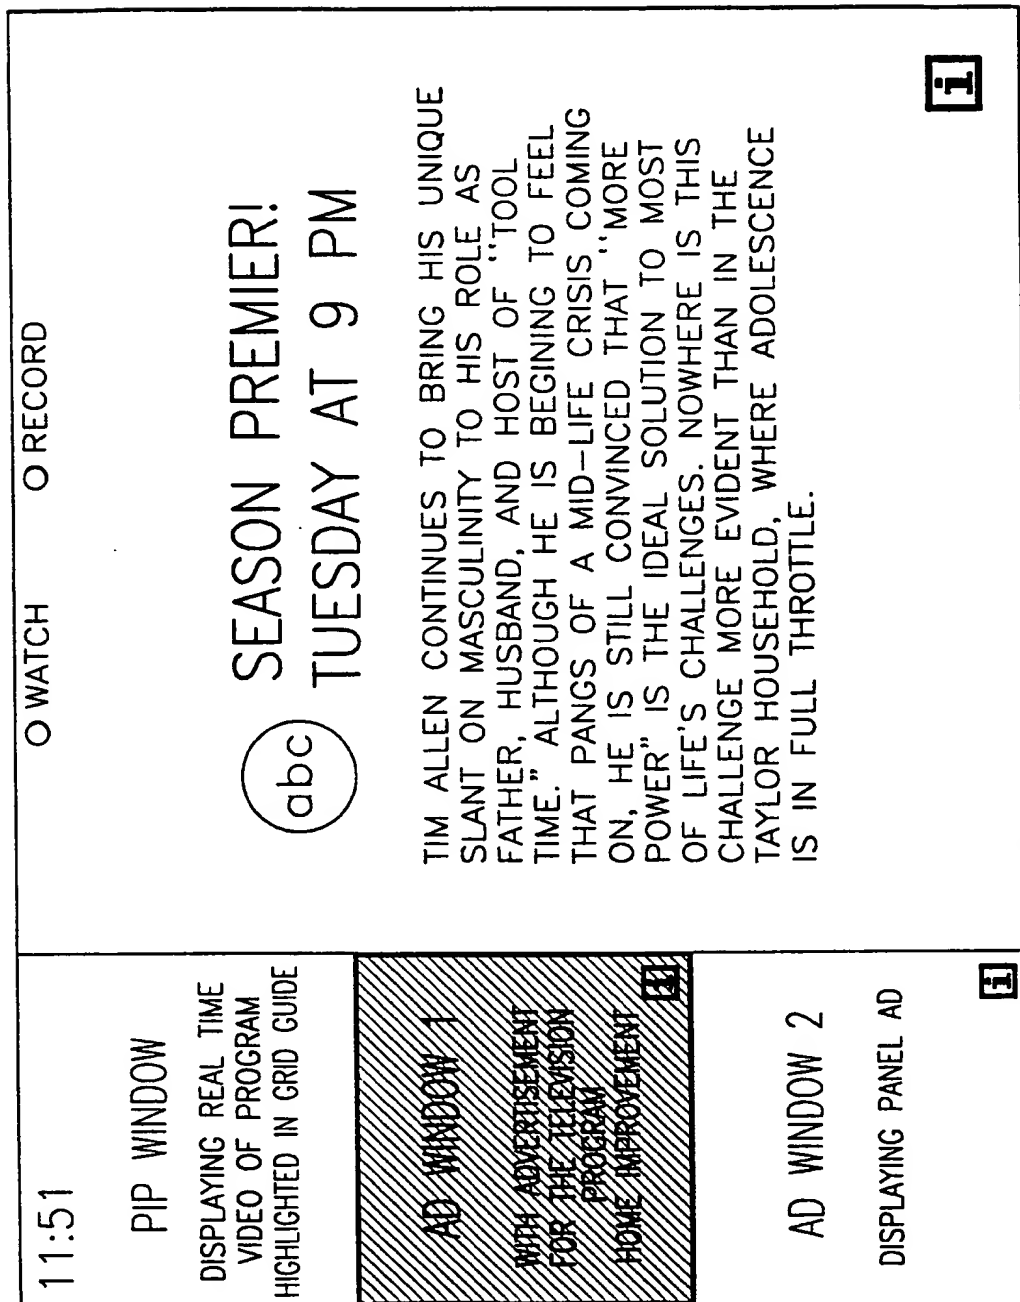 11:51
PIP WINDOW
DISPLAYING REAL TIME
VIDEO OF PROGRAM
HIGHLIGHTED IN GRID GUIDE
AD WINDOW 1
WITH ADVERTISEMENT
FOR THE TELEVISION
PROGRAM
HOME IMPROVEMENT
i
AD WINDOW 2
DISPLAYING PANEL AD
i
O WATCH O RECORD
abc
SEASON PREMIER!
TUESDAY AT 9 PM
TIM ALLEN CONTINUES TO BRING HIS UNIQUE
SLANT ON MASCULINITY TO HIS ROLE AS
FATHER, HUSBAND, AND HOST OF ‘‘TOOL
TIME.” ALTHOUGH HE IS BEGINING TO FEEL
THAT PANGS OF A MID–LIFE CRISIS COMING
ON, HE IS STILL CONVINCED THAT ‘‘MORE
POWER” IS THE IDEAL SOLUTION TO MOST
OF LIFE'S CHALLENGES. NOWHERE IS THIS
CHALLENGE MORE EVIDENT THAN IN THE
TAYLOR HOUSEHOLD, WHERE ADOLESCENCE
IS IN FULL THROTTLE.
i